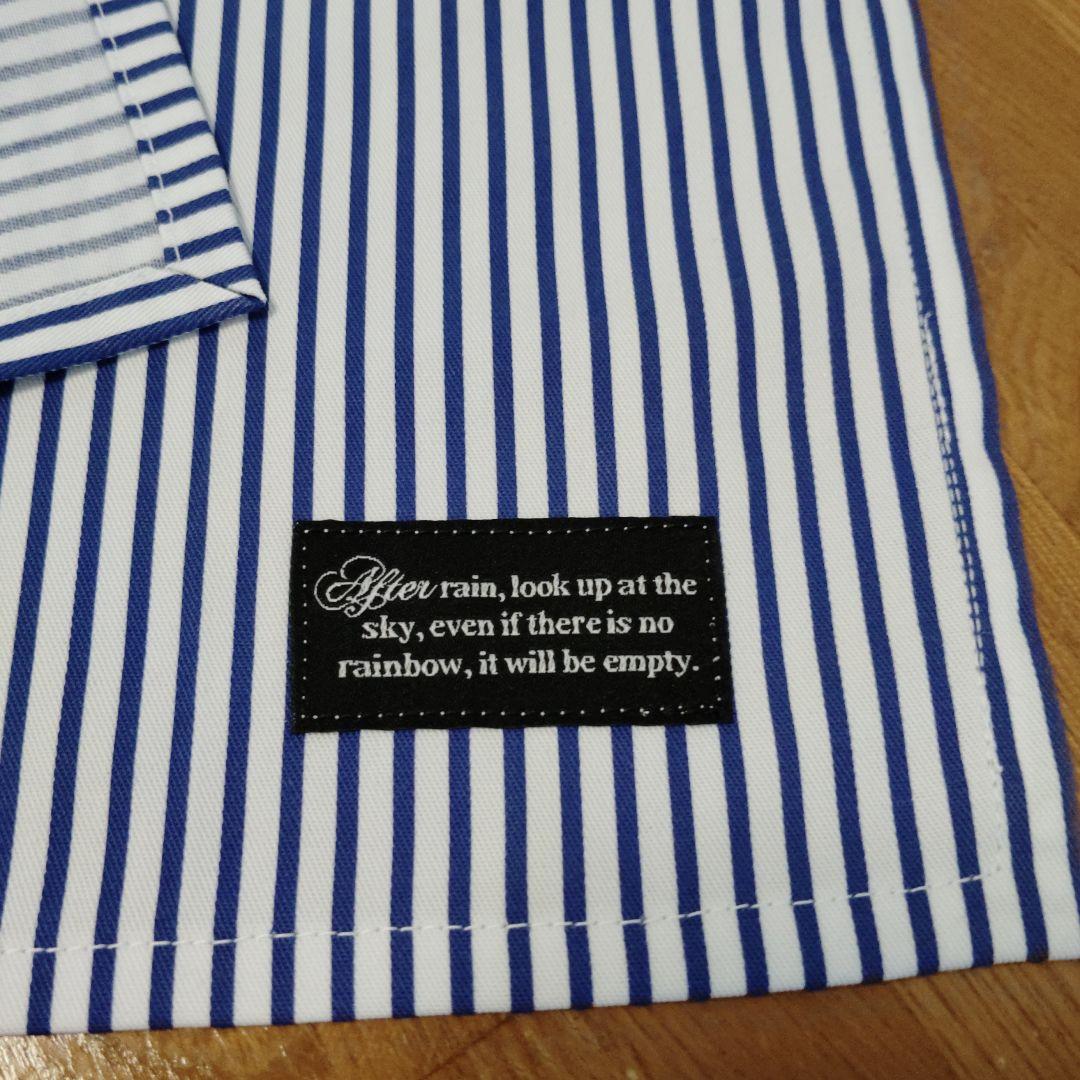 After rain, look up at the
sky, even if there is no
rainbow, it will be empty.